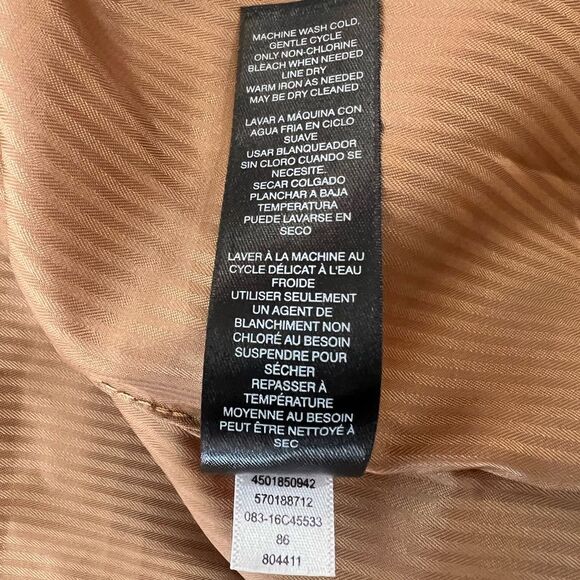 MACHINE WASH COLD,
GENTLE CYCLE
ONLY NON-CHLORINE
BLEACH WHEN NEEDED
LINE DRY
WARM IRON AS NEEDED
MAY BE DRY CLEANED
LAVAR A MÁQUINA CON
AGUA FRIA EN CICLO
SUAVE
USAR BLANQUEADOR
SIN CLORO CUANDO SE
NECESITE.
SECAR COLGADO
PLANCHAR A BAJA
TEMPERATURA
PUEDE LAVARSE EN
SECO
LAVER À LA MACHINE AU
CYCLE DÉLICAT À L'EAU
FROIDE
UTILISER SEULEMENT
UN AGENT DE
BLANCHIMENT NON
CHLORÉ AU BESOIN
SUSPENDRE POUR
SÉCHER
REPASSER À
TEMPÉRATURE
MOYENNE AU BESOIN
PEUT ÊTRE NETTOYÉ À
SEC
4501850942
570188712
083-16C45533
86
804411